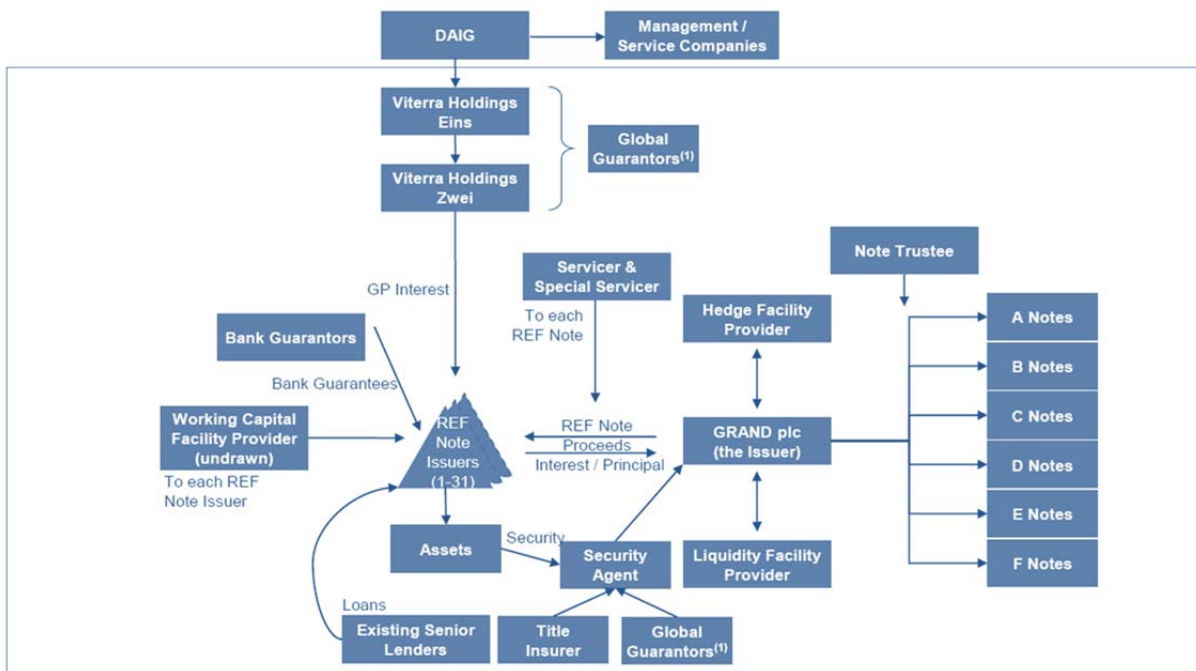 DAIG
Management /
Service Companies
Viterra Holdings
Eins
Global
Guarantors(1)
Viterra Holdings
Zwei
Note Trustee
Servicer &
Special Servicer
GP Interest
To each
REF Note
Hedge Facility
Provider
A Notes
Bank Guarantors
B Notes
Bank Guarantees
Working Capital
Facility Provider
(undrawn)
To each REF
Note Issuer
REF
Note
Issuers
(1-31)
REF Note
Proceeds
Interest / Principal
GRAND plc
(the Issuer)
C Notes
D Notes
E Notes
F Notes
Assets
Security
Security
Agent
Liquidity Facility
Provider
Loans
Existing Senior
Lenders
Title
Insurer
Global
Guarantors(1)